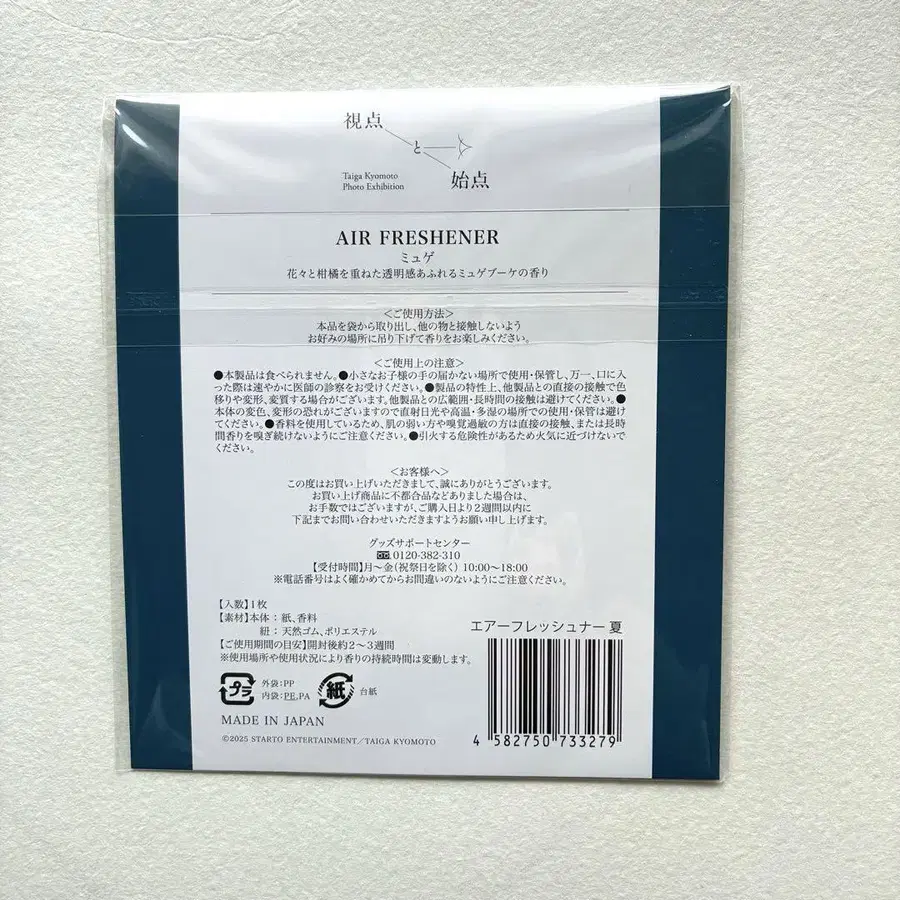 視点
と
始点
Taiga Kyomoto
Photo Exhibition
AIR FRESHENER
ミュゲ
花々と柑橘を重ねた透明感あふれるミュゲブーケの香り
＜ご使用方法＞
本品を袋から取り出し、他の物と接触しないよう
お好みの場所に吊り下げて香りをお楽しみください。
＜ご使用上の注意＞
●本製品は食べられません。●小さなお子様の手の届かない場所で使用・保管し、万一、口に入
った際は速やかに医師の診察をお受けください。●製品の特性上、他製品との直接の接触で色
移りや変形、変質する場合がございます。他製品との広範囲・長時間の接触は避けてください。●
本体の変色、変形の恐れがございますので直射日光や高温・多湿の場所での使用・保管は避け
てください。●香料を使用しているため、肌の弱い方や嗅覚過敏の方は直接の接触、または長時
間香りを嗅ぎ続けないようにご注意ください。●引火する危険性があるため火気に近づけないで
ください。
＜お客様へ＞
この度はお買い上げいただきまして、誠にありがとうございます。
お買い上げ商品に不都合品などありました場合は、
お手数ではございますが、ご購入日より2週間以内に
下記までお問い合わせいただきますようお願い申し上げます。
グッズサポートセンター
0120-382-310
【受付時間】月～金(祝祭日を除く) 10:00～18:00
※電話番号はよく確かめてからお間違いのないようにご注意ください。
【入数】1枚
【素材】本体：紙、香料
紐：天然ゴム、ポリエステル
【ご使用期間の目安】開封後約2～3週間
※使用場所や使用状況により香りの持続時間は変動します。
プラ
外袋:PP
内袋:PE,PA
紙
台紙
MADE IN JAPAN
©2025 STARTO ENTERTAINMENT／TAIGA KYOMOTO
エアーフレッシュナー 夏
4 582750 733279